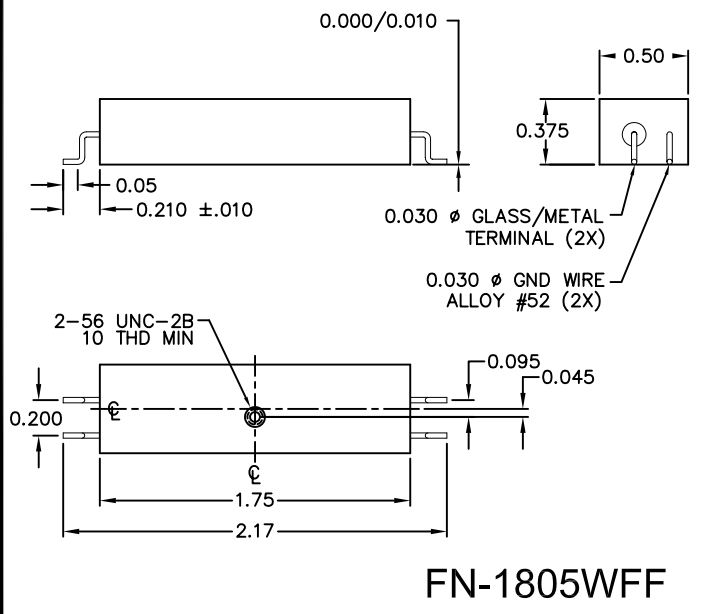 0.000/0.010
0.50
0.375
0.05
0.210 ±.010
0.030 ø GLASS/METAL
TERMINAL (2X)
0.030 ø GND WIRE
ALLOY #52 (2X)
2-56 UNC-2B
10 THD MIN
0.095
0.045
0.200
℄
℄
1.75
2.17
FN-1805WFF